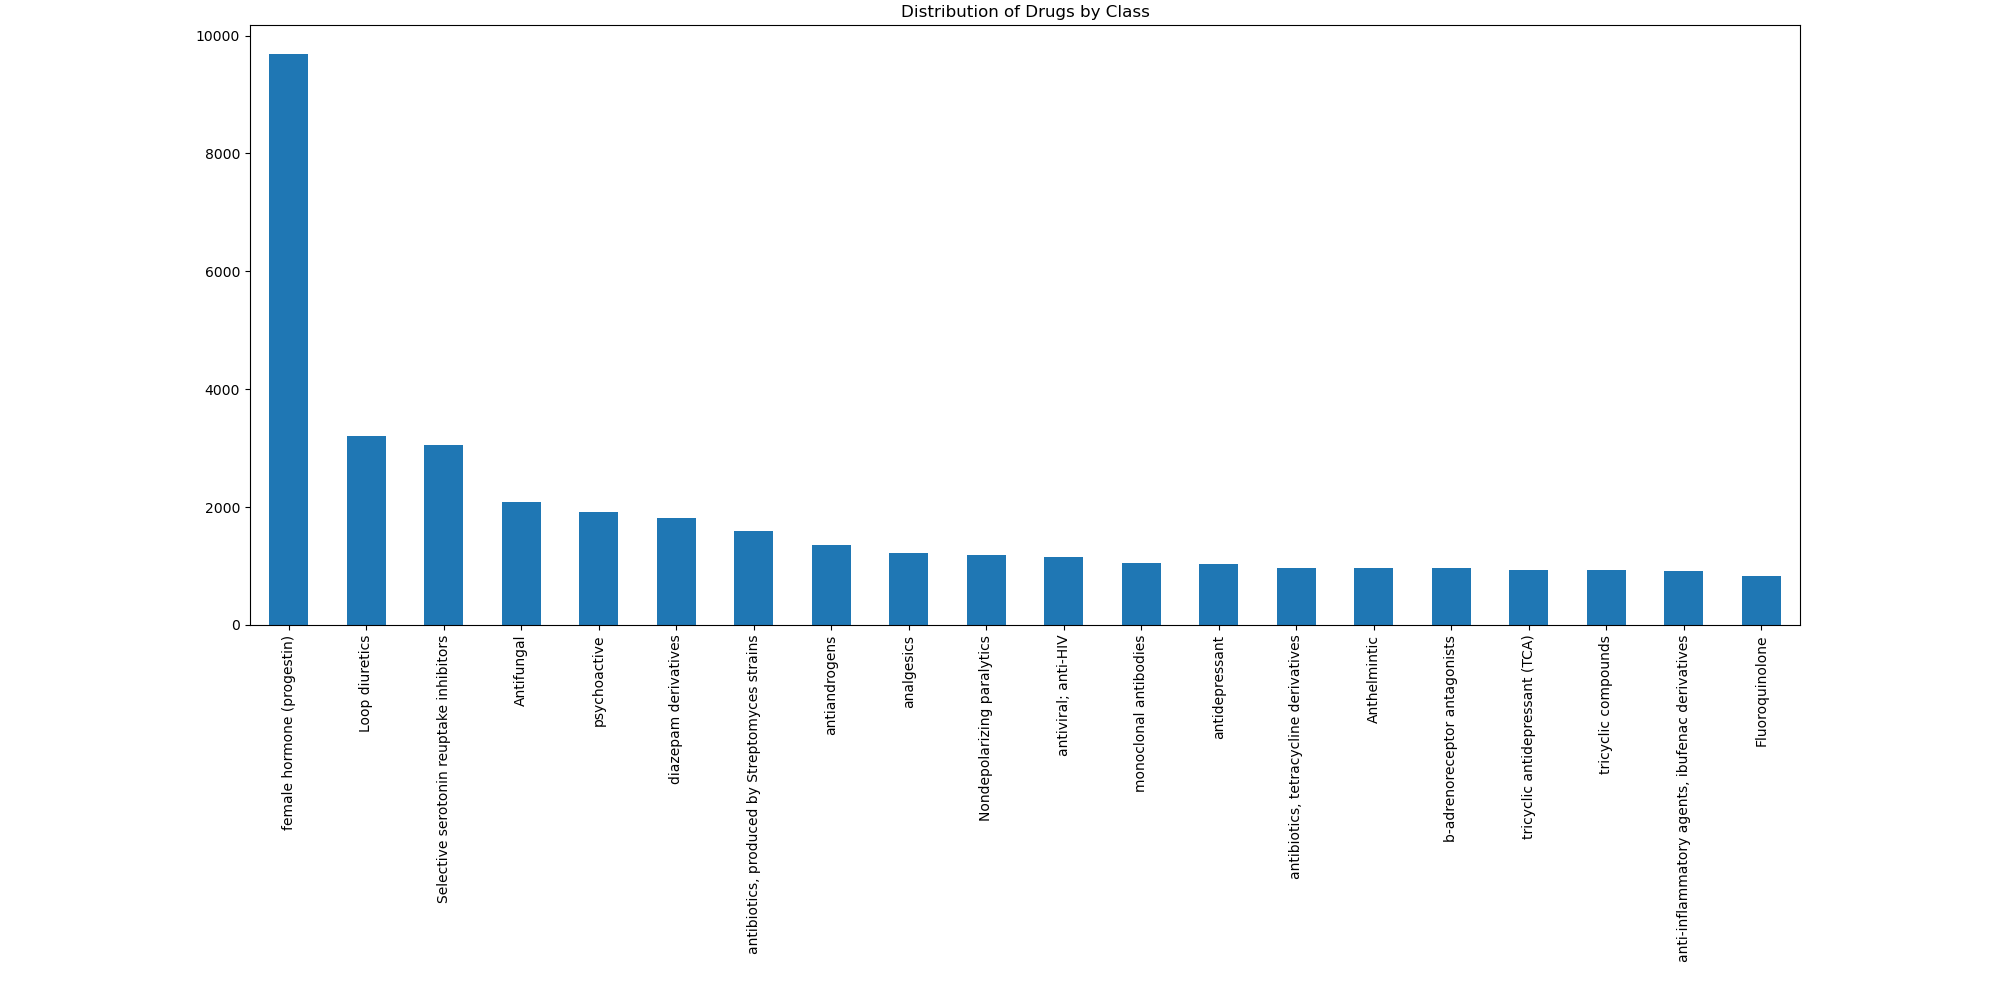 Distribution of Drugs by Class
10000
8000
6000
4000
2000
0
female hormone (progestin)
Loop diuretics
Selective serotonin reuptake inhibitors
Antifungal
psychoactive
diazepam derivatives
antibiotics, produced by Streptomyces strains
antiandrogens
analgesics
Nondepolarizing paralytics
antiviral; anti-HIV
monoclonal antibodies
antidepressant
antibiotics, tetracycline derivatives
Anthelmintic
b-adrenoreceptor antagonists
tricyclic antidepressant (TCA)
tricyclic compounds
anti-inflammatory agents, ibufenac derivatives
Fluoroquinolone